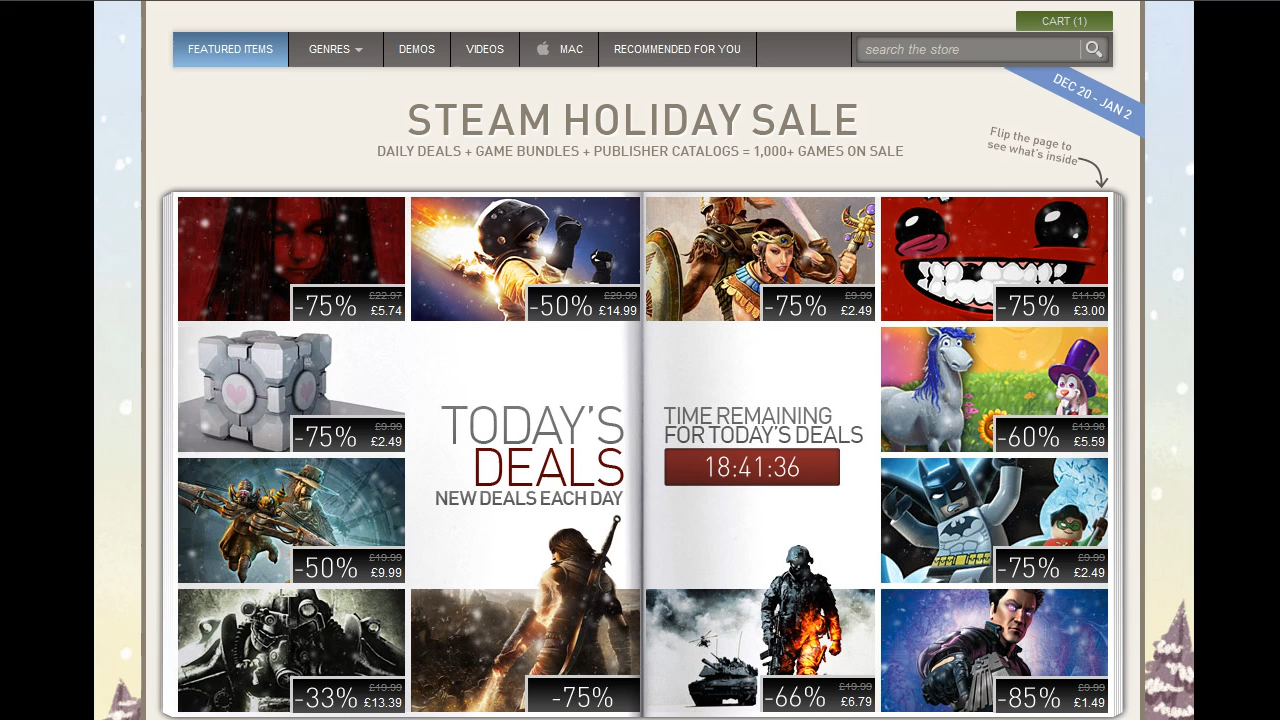 CART (1)
FEATURED ITEMS GENRES DEMOS VIDEOS MAC RECOMMENDED FOR YOU search the store
DEC 20 - JAN 2
STEAM HOLIDAY SALE
DAILY DEALS + GAME BUNDLES + PUBLISHER CATALOGS = 1,000+ GAMES ON SALE
Flip the page to
see what's inside
-75% £22.97 £5.74
-50% £29.99 £14.99
-75% £9.99 £2.49
-75% £11.99 £3.00
-75% £9.99 £2.49
TODAY'S
DEALS
NEW DEALS EACH DAY
TIME REMAINING
FOR TODAY'S DEALS
18:41:36
-60% £13.98 £5.59
-50% £19.99 £9.99
-75% £9.99 £2.49
-33% £19.99 £13.39
-75%
-66% £19.99 £6.79
-85% £9.99 £1.49